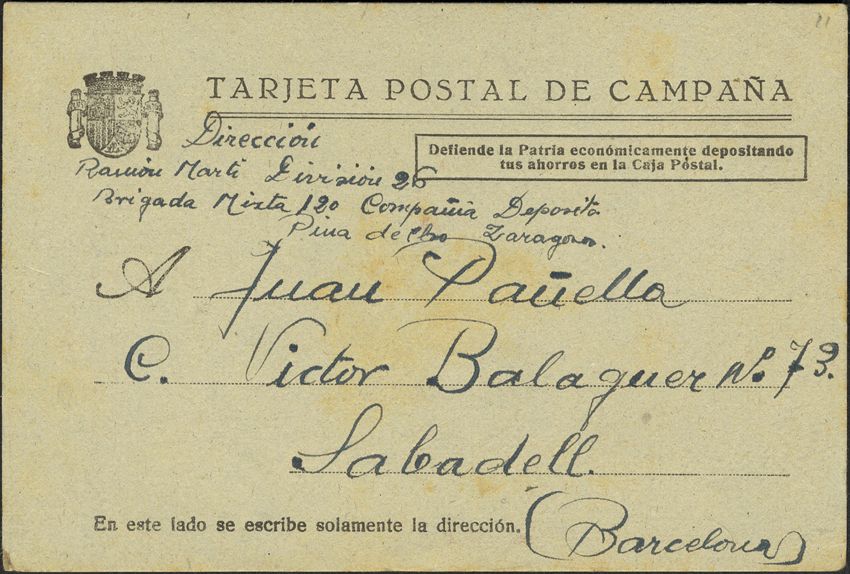 21
TARJETA POSTAL DE CAMPAÑA
Defiende la Patria económicamente depositando
tus ahorros en la Caja Postal.
Dirección
Ramón Martí División 26
Brigada Mixta 120 Compañia Deposito
Pina de Ebro Zaragoza.
A Juan Pañella
C. Victor Balaguer Nº 73.
Sabadell.
(Barcelona)
En este lado se escribe solamente la dirección.